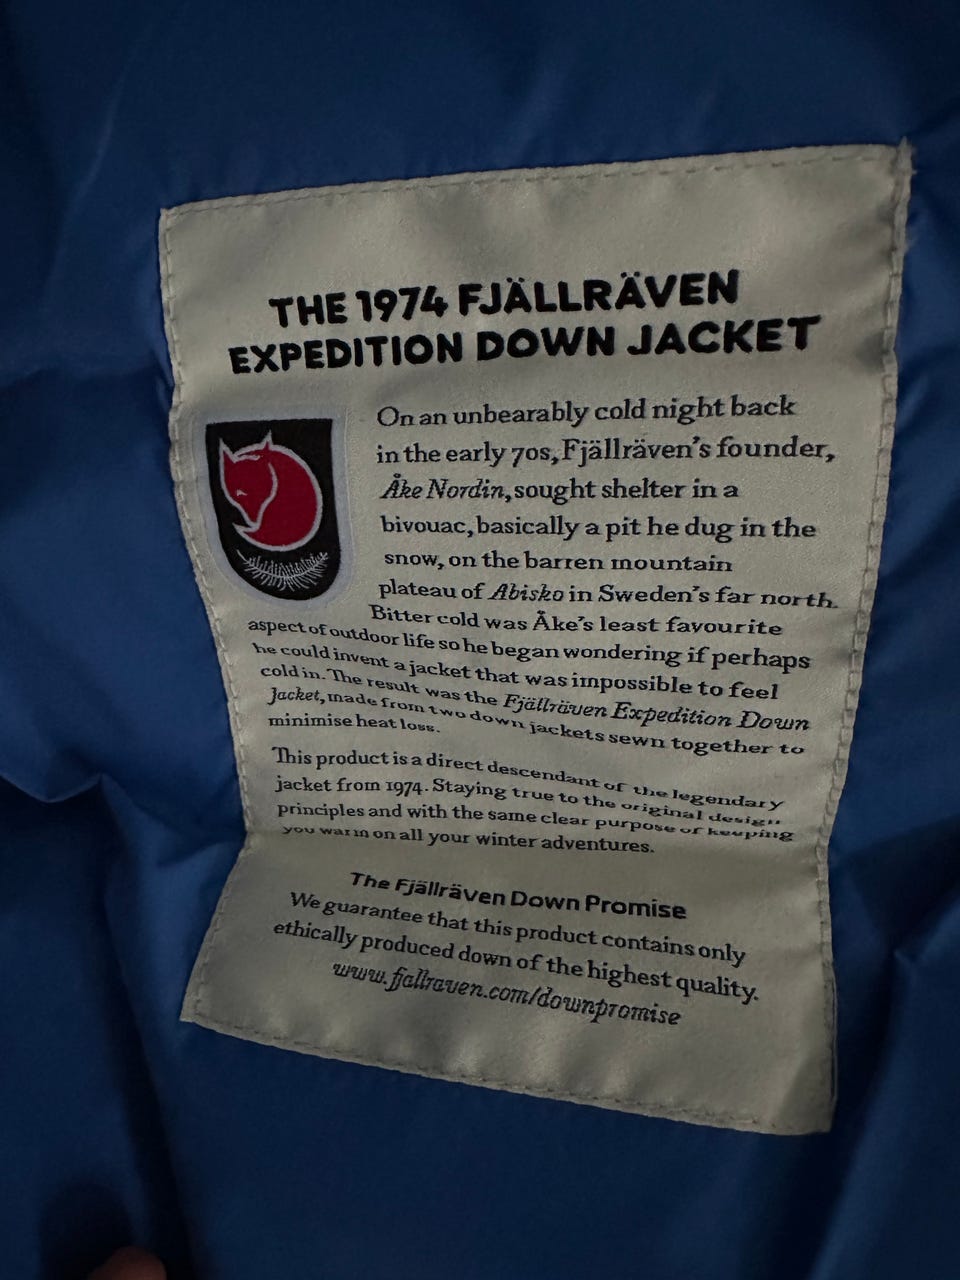 THE 1974 FJÄLLRÄVEN
EXPEDITION DOWN JACKET
On an unbearably cold night back
in the early 70s, Fjällräven's founder,
Åke Nordin, sought shelter in a
bivouac, basically a pit he dug in the
snow, on the barren mountain
plateau of Abisko in Sweden's far north.
Bitter cold was Åke's least favourite
aspect of outdoor life so he began wondering if perhaps
he could invent a jacket that was impossible to feel
cold in. The result was the Fjällräven Expedition Down
Jacket, made from two down jackets sewn together to
minimise heat loss.
This product is a direct descendant of the legendary
jacket from 1974. Staying true to the original design
principles and with the same clear purpose of keeping
you warm on all your winter adventures.
The Fjällräven Down Promise
We guarantee that this product contains only
ethically produced down of the highest quality.
www.fjallraven.com/downpromise